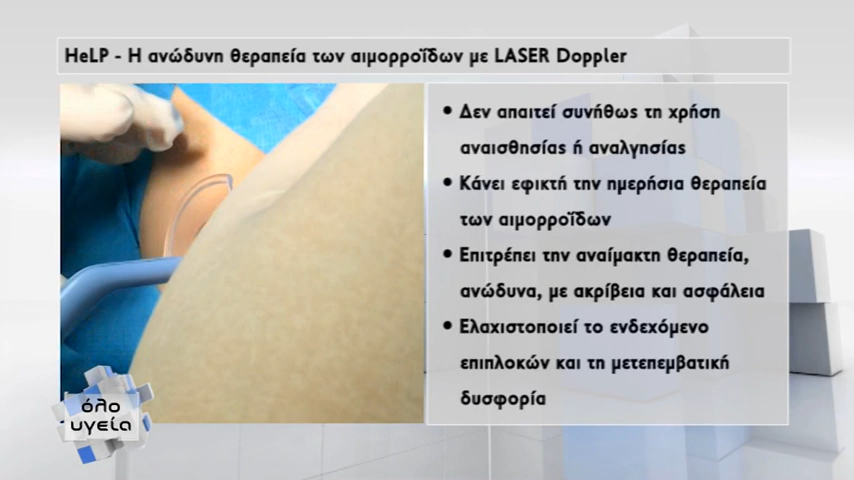 HeLP - Η ανώδυνη θεραπεία των αιμορροΐδων με LASER Doppler
• Δεν απαιτεί συνήθως τη χρήση
αναισθησίας ή αναλγησίας
• Κάνει εφικτή την ημερήσια θεραπεία
των αιμορροΐδων
• Επιτρέπει την αναίμακτη θεραπεία,
ανώδυνα, με ακρίβεια και ασφάλεια
• Ελαχιστοποιεί το ενδεχόμενο
επιπλοκών και τη μετεπεμβατική
δυσφορία
όλο
υγεία